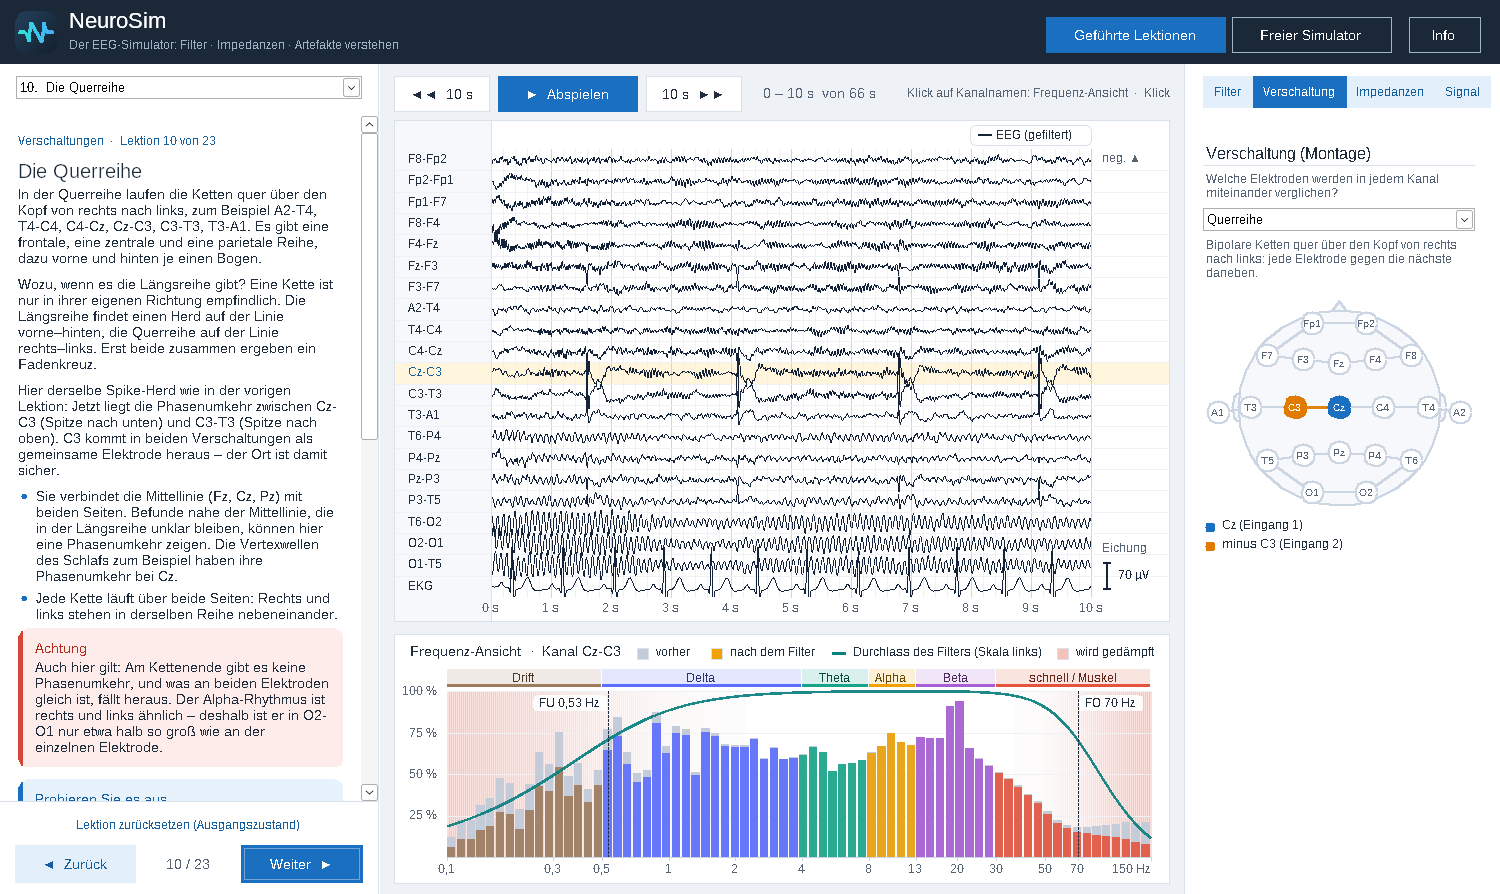 NeuroSim
Der EEG-Simulator: Filter · Impedanzen · Artefakte verstehen
Geführte Lektionen
Freier Simulator
Info
10. Die Querreihe
Verschaltungen · Lektion 10 von 23
Die Querreihe
In der Querreihe laufen die Ketten quer über den
Kopf von rechts nach links, zum Beispiel A2-T4,
T4-C4, C4-Cz, Cz-C3, C3-T3, T3-A1. Es gibt eine
frontale, eine zentrale und eine parietale Reihe,
dazu vorne und hinten je einen Bogen.
Wozu, wenn es die Längsreihe gibt? Eine Kette ist
nur in ihrer eigenen Richtung empfindlich. Die
Längsreihe findet einen Herd auf der Linie
vorne–hinten, die Querreihe auf der Linie
rechts–links. Erst beide zusammen ergeben ein
Fadenkreuz.
Hier derselbe Spike-Herd wie in der vorigen
Lektion: Jetzt liegt die Phasenumkehr zwischen Cz-
C3 (Spitze nach unten) und C3-T3 (Spitze nach
oben). C3 kommt in beiden Verschaltungen als
gemeinsame Elektrode heraus – der Ort ist damit
sicher.
• Sie verbindet die Mittellinie (Fz, Cz, Pz) mit
beiden Seiten. Befunde nahe der Mittellinie, die
in der Längsreihe unklar bleiben, können hier
eine Phasenumkehr zeigen. Die Vertexwellen
des Schlafs zum Beispiel haben ihre
Phasenumkehr bei Cz.
• Jede Kette läuft über beide Seiten: Rechts und
links stehen in derselben Reihe nebeneinander.
Achtung
Auch hier gilt: Am Kettenende gibt es keine
Phasenumkehr, und was an beiden Elektroden
gleich ist, fällt heraus. Der Alpha-Rhythmus ist
rechts und links ähnlich – deshalb ist er in O2-
O1 nur etwa halb so groß wie an der
einzelnen Elektrode.
Probieren Sie es aus
Lektion zurücksetzen (Ausgangszustand)
◄ Zurück
10 / 23
Weiter ►
◄◄ 10 s
► Abspielen
10 s ►►
0 – 10 s von 66 s
Klick auf Kanalnamen: Frequenz-Ansicht · Klick
EEG (gefiltert)
neg. ▲
F8-Fp2
Fp2-Fp1
Fp1-F7
F8-F4
F4-Fz
Fz-F3
F3-F7
A2-T4
T4-C4
C4-Cz
Cz-C3
C3-T3
T3-A1
T6-P4
P4-Pz
Pz-P3
P3-T5
T6-O2
O2-O1
O1-T5
EKG
Eichung
70 µV
0 s 1 s 2 s 3 s 4 s 5 s 6 s 7 s 8 s 9 s 10 s
Frequenz-Ansicht · Kanal Cz-C3
vorher
nach dem Filter
Durchlass des Filters (Skala links)
wird gedämpft
Drift Delta Theta Alpha Beta schnell / Muskel
FU 0,53 Hz
FO 70 Hz
100 %
75 %
50 %
25 %
0,1 0,3 0,5 1 2 4 8 13 20 30 50 70 150 Hz
Filter
Verschaltung
Impedanzen
Signal
Verschaltung (Montage)
Welche Elektroden werden in jedem Kanal
miteinander verglichen?
Querreihe
Bipolare Ketten quer über den Kopf von rechts
nach links: jede Elektrode gegen die nächste
daneben.
Fp1 Fp2
F7 F3 Fz F4 F8
A1 T3 C3 Cz C4 T4 A2
T5 P3 Pz P4 T6
O1 O2
Cz (Eingang 1)
minus C3 (Eingang 2)